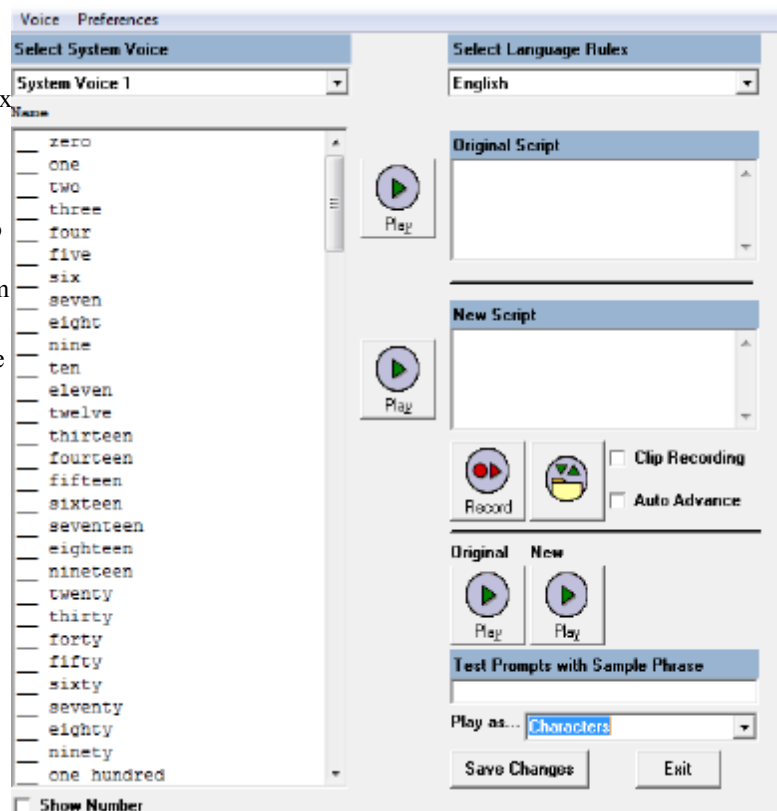 Voice Preferences
Select System Voice
System Voice 1
x
Name
zero
one
two
three
four
five
six
m
seven
eight
nine
e
ten
eleven
twelve
thirteen
fourteen
fifteen
sixteen
seventeen
eighteen
nineteen
twenty
thirty
forty
fifty
sixty
seventy
eighty
ninety
one hundred
Show Number
Play
Play
Select Language Rules
English
Original Script
New Script
Record
Clip Recording
Auto Advance
Original New
Play Play
Test Prompts with Sample Phrase
Play as... Characters
Save Changes Exit